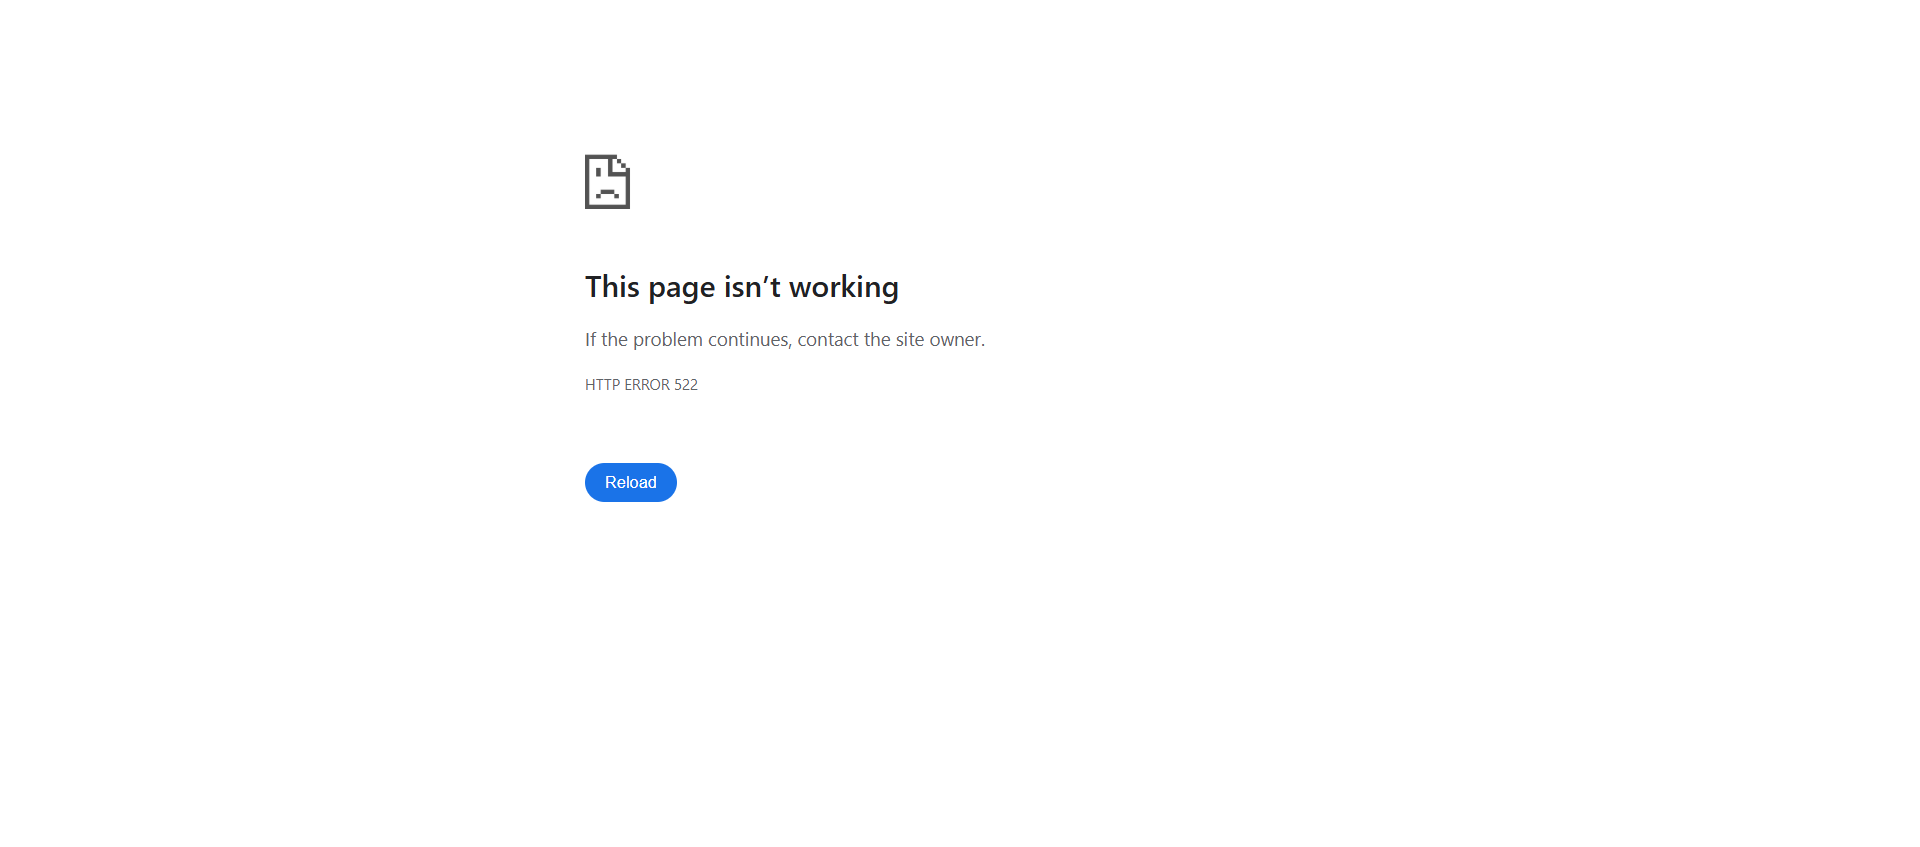 This page isn’t working
If the problem continues, contact the site owner.
HTTP ERROR 522
Reload